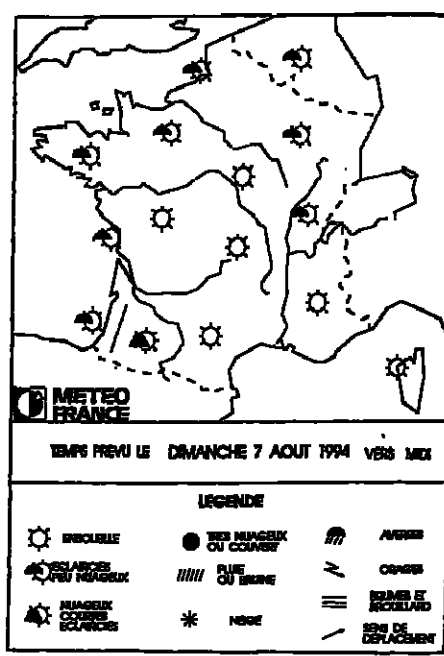 METEO
FRANCE
TEMPS PREVU LE DIMANCHE 7 AOUT 1994 VERS MIDI
LEGENDE
ENSOLEILLE
ECLAIRCIES
PEU NUAGEUX
NUAGEUX
COURTES
ECLAIRCIES
TRES NUAGEUX
OU COUVERT
PLUIE
OU BRUINE
NEIGE
AVERSES
ORAGES
BRUMES ET
BROUILLARD
SENS DE
DEPLACEMENT